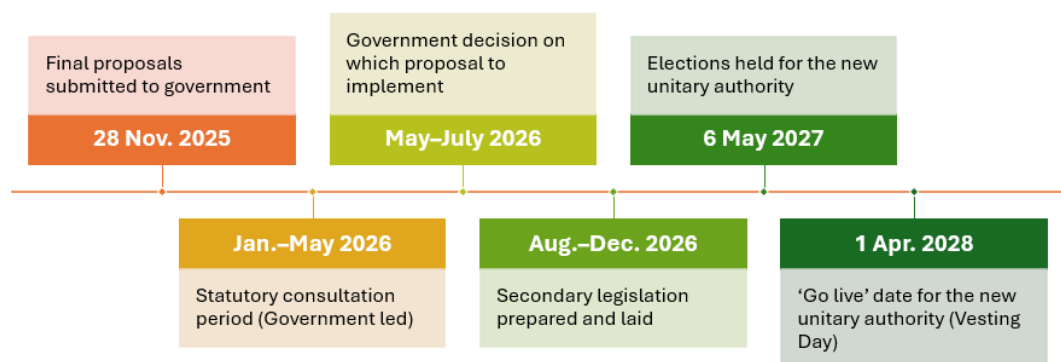 Final proposals
submitted to government
28 Nov. 2025
Government decision on
which proposal to
implement
May–July 2026
Elections held for the new
unitary authority
6 May 2027
Jan.–May 2026
Statutory consultation
period (Government led)
Aug.–Dec. 2026
Secondary legislation
prepared and laid
1 Apr. 2028
‘Go live’ date for the new
unitary authority (Vesting
Day)